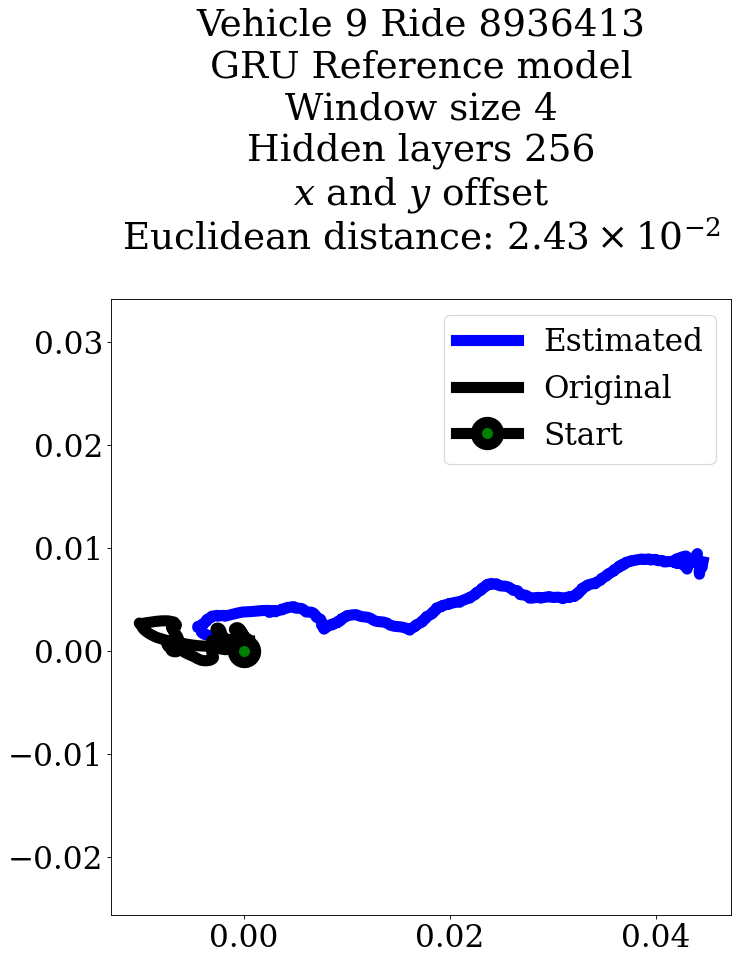 Vehicle 9 Ride 8936413
GRU Reference model
Window size 4
Hidden layers 256
x and y offset
Euclidean distance: 2.43 × 10⁻²
Estimated
Original
Start
0.03
0.02
0.01
0.00
−0.01
−0.02
0.00 0.02 0.04